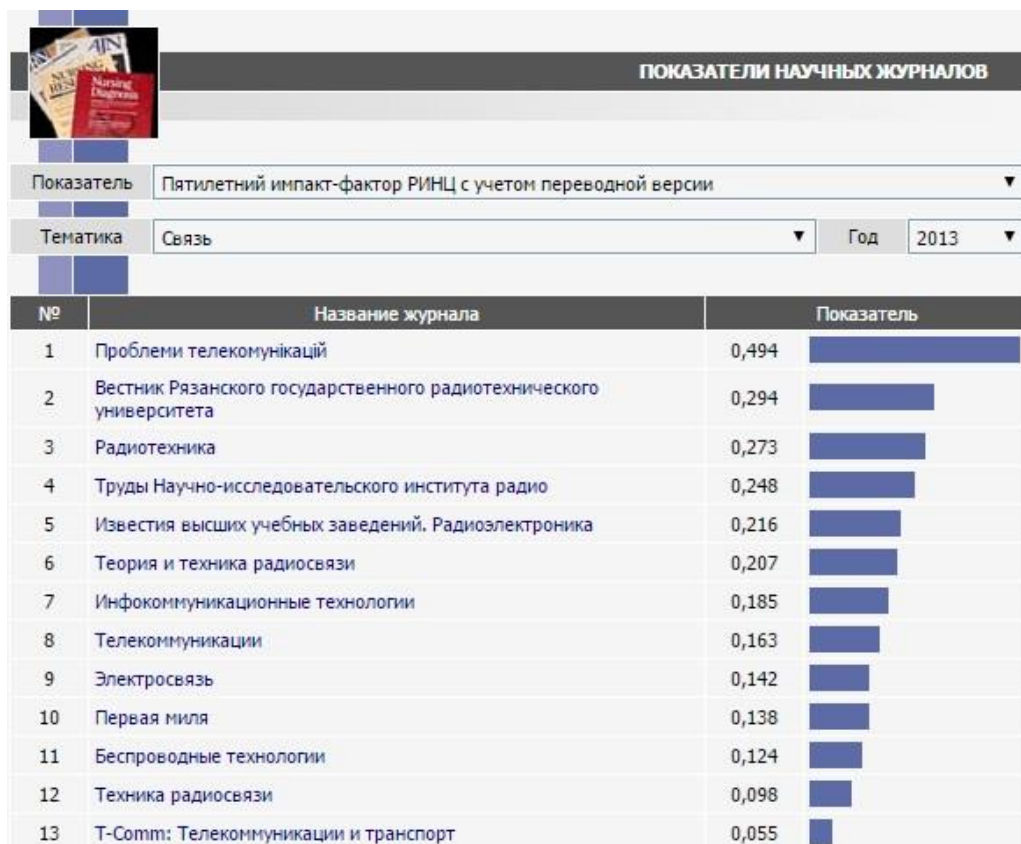 AJN
NURSING
Nursing
Diagnosis
ПОКАЗАТЕЛИ НАУЧНЫХ ЖУРНАЛОВ
Показатель Пятилетний импакт-фактор РИНЦ с учетом переводной версии
Тематика Связь Год 2013
№ Название журнала Показатель
1 Проблеми телекомунікацій 0,494
2 Вестник Рязанского государственного радиотехнического
университета 0,294
3 Радиотехника 0,273
4 Труды Научно-исследовательского института радио 0,248
5 Известия высших учебных заведений. Радиоэлектроника 0,216
6 Теория и техника радиосвязи 0,207
7 Инфокоммуникационные технологии 0,185
8 Телекоммуникации 0,163
9 Электросвязь 0,142
10 Первая миля 0,138
11 Беспроводные технологии 0,124
12 Техника радиосвязи 0,098
13 T-Comm: Телекоммуникации и транспорт 0,055